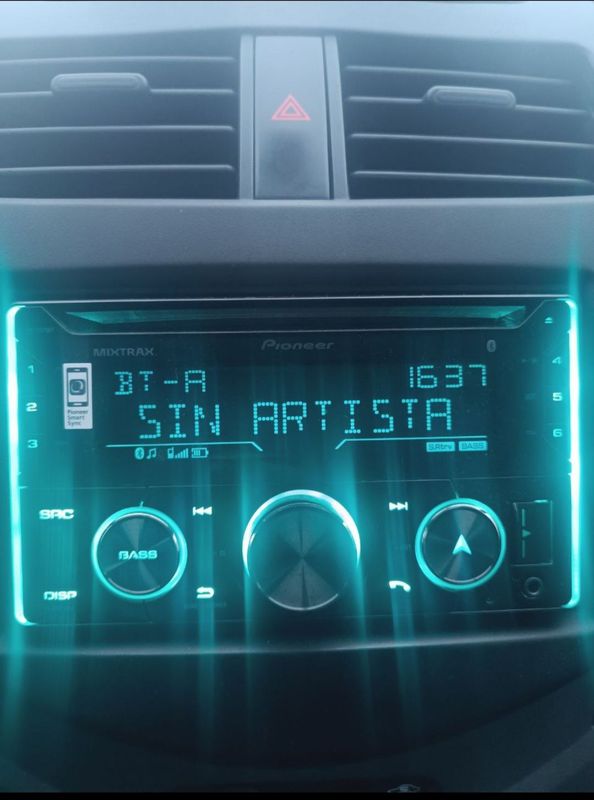 Pioneer
MIXTRAX
1
2
3
4
5
6
Pioneer
Smart
Sync
BT-A 1637
SIN ARTISTA
S.Rtrv BASS
SRC
BASS
DISP